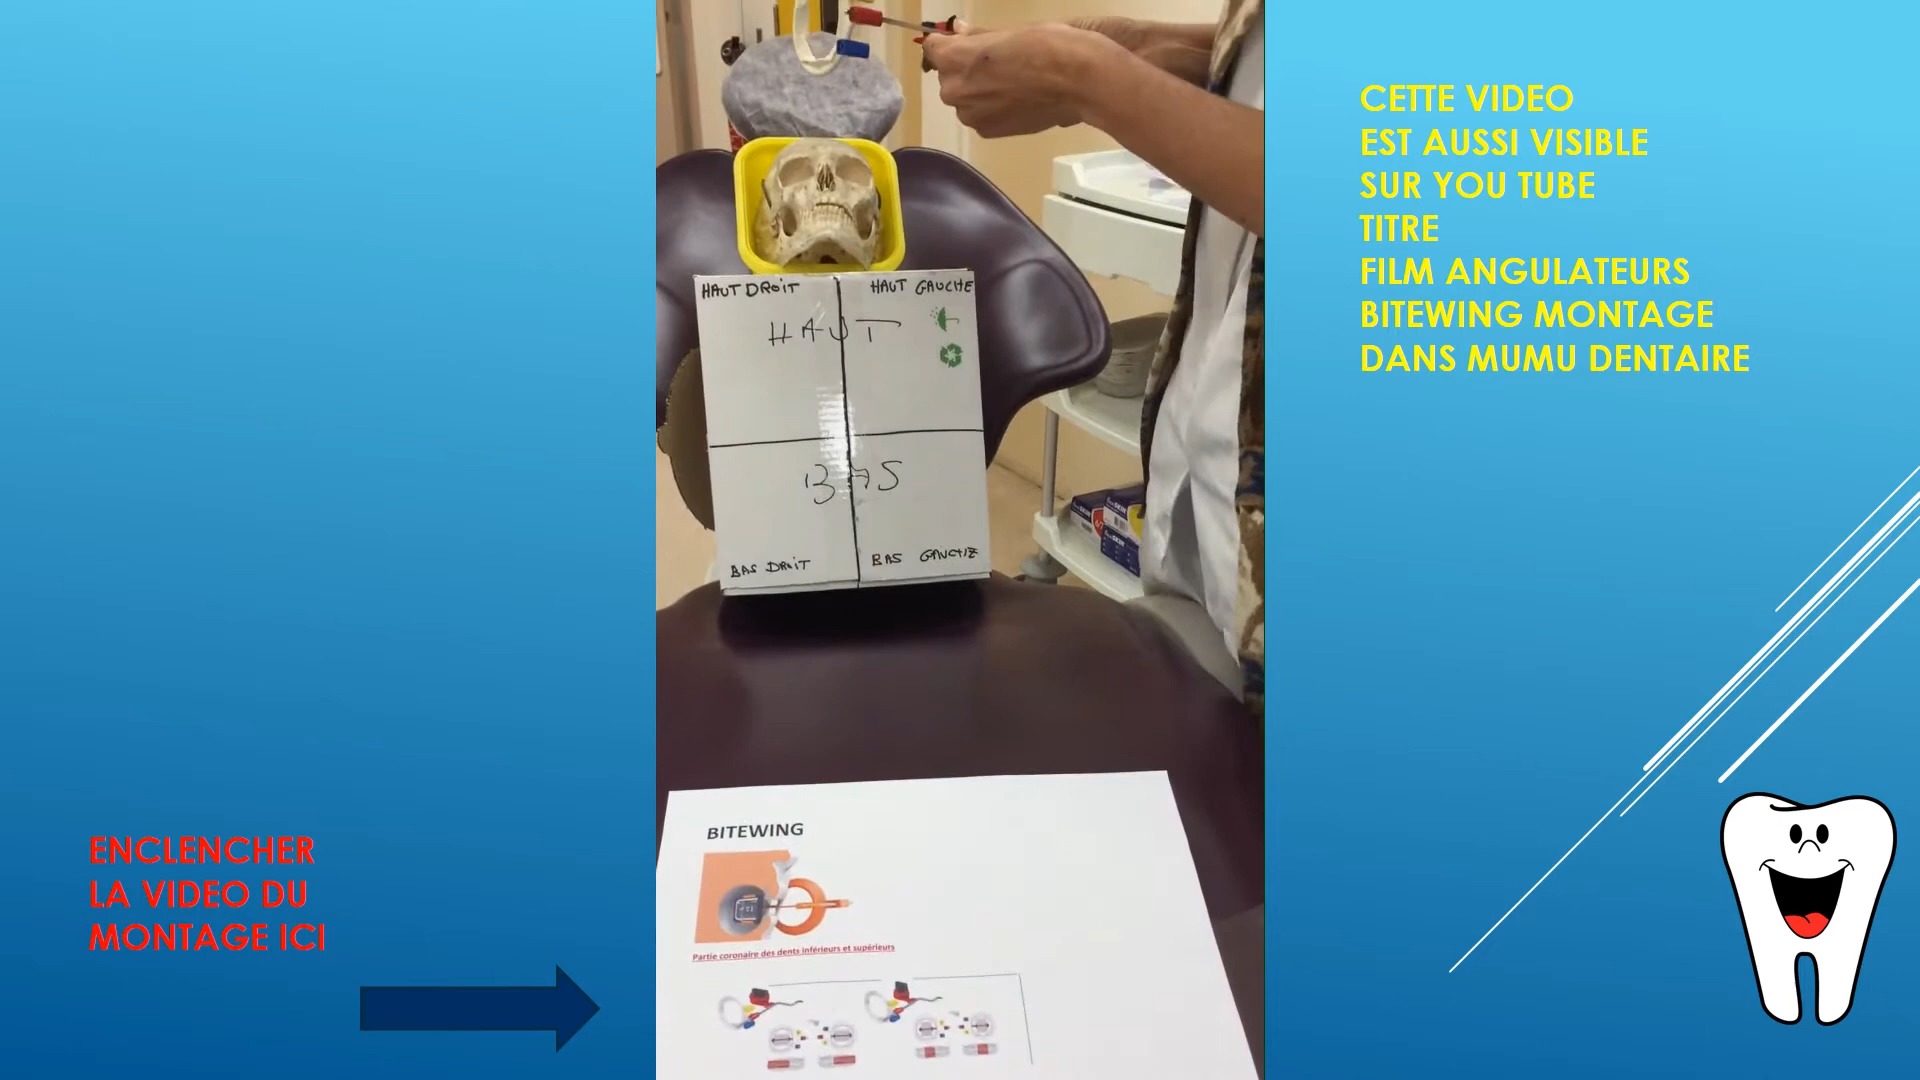 CETTE VIDEO
EST AUSSI VISIBLE
SUR YOU TUBE
TITRE
FILM ANGULATEURS
BITEWING MONTAGE
DANS MUMU DENTAIRE
HAUT DROIT HAUT GAUCHE
HAUT
BAS
BAS DROIT BAS GAUCHE
BITEWING
Partie coronaire des dents inférieurs et supérieurs
ENCLENCHER
LA VIDEO DU
MONTAGE ICI